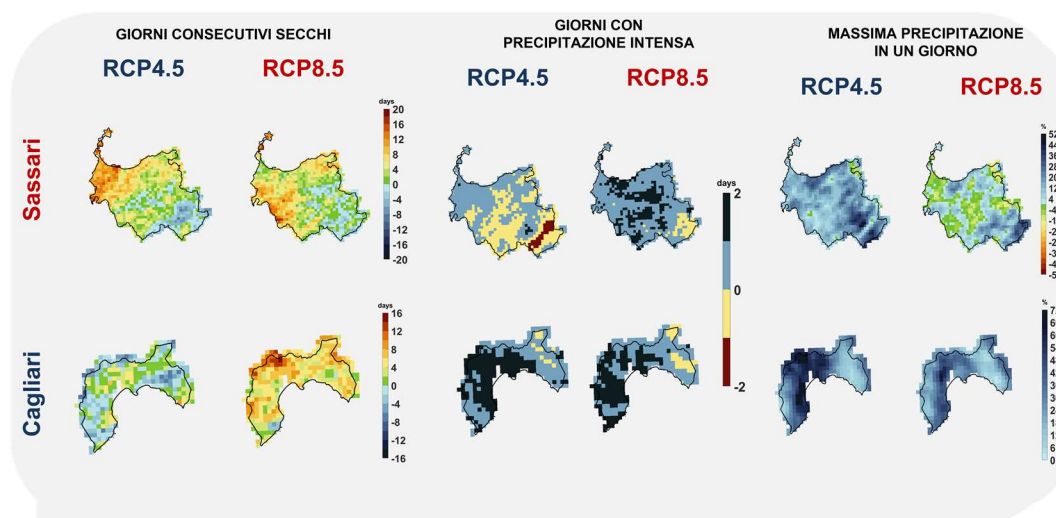 GIORNI CONSECUTIVI SECCHI
RCP4.5 RCP8.5
GIORNI CON
PRECIPITAZIONE INTENSA
RCP4.5 RCP8.5
MASSIMA PRECIPITAZIONE
IN UN GIORNO
RCP4.5 RCP8.5
Sassari
days
20
16
12
8
4
0
-4
-8
-12
-16
-20
days
2
0
-2
%
52
Cagliari
days
16
12
8
4
0
-4
-8
-12
-16
%